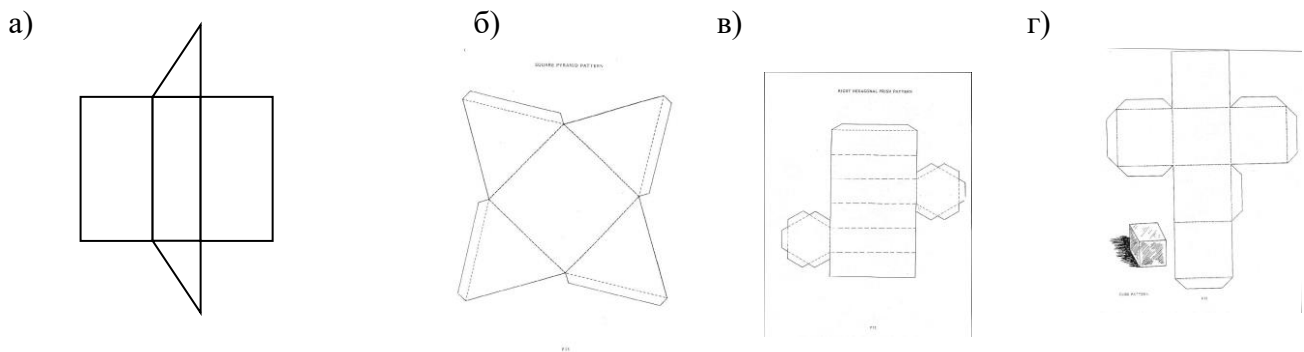 а)
б)
в)
г)
SQUARE PYRAMID PATTERN
RIGHT HEXAGONAL PRISM PATTERN
CUBE PATTERN